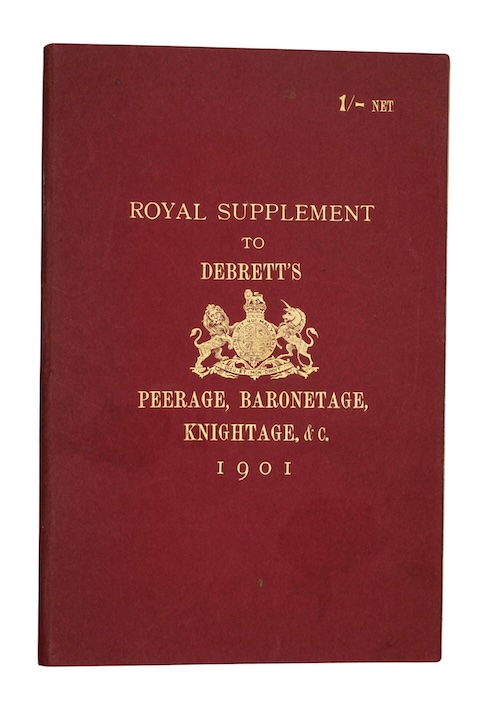 1/- NET
ROYAL SUPPLEMENT
TO
DEBRETT'S
PEERAGE, BARONETAGE,
KNIGHTAGE, & C.
1901